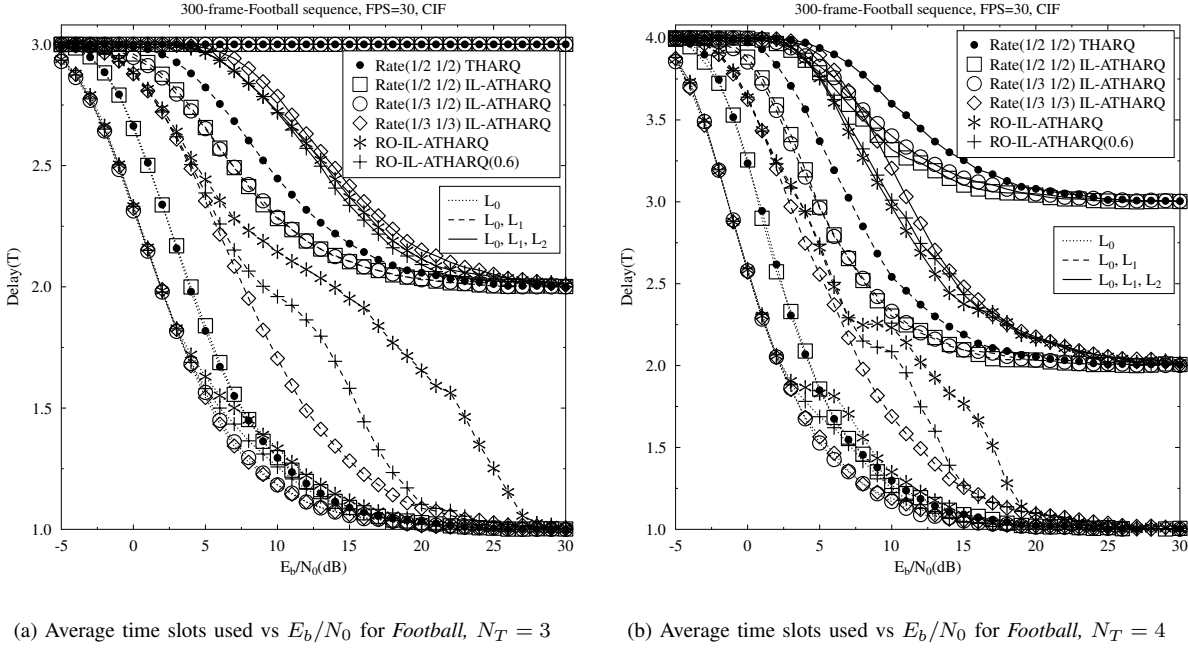 300-frame-Football sequence, FPS=30, CIF
Delay(T)
3.0
2.5
2.0
1.5
1.0
-5 0 5 10 15 20 25 30
E_b/N_0(dB)
Rate(1/2 1/2) THARQ
Rate(1/2 1/2) IL-ATHARQ
Rate(1/3 1/2) IL-ATHARQ
Rate(1/3 1/3) IL-ATHARQ
RO-IL-ATHARQ
RO-IL-ATHARQ(0.6)
L_0
L_0, L_1
L_0, L_1, L_2
(a) Average time slots used vs E_b/N_0 for Football, N_T = 3
300-frame-Football sequence, FPS=30, CIF
Delay(T)
4.0
3.5
3.0
2.5
2.0
1.5
1.0
-5 0 5 10 15 20 25 30
E_b/N_0(dB)
Rate(1/2 1/2) THARQ
Rate(1/2 1/2) IL-ATHARQ
Rate(1/3 1/2) IL-ATHARQ
Rate(1/3 1/3) IL-ATHARQ
RO-IL-ATHARQ
RO-IL-ATHARQ(0.6)
L_0
L_0, L_1
L_0, L_1, L_2
(b) Average time slots used vs E_b/N_0 for Football, N_T = 4